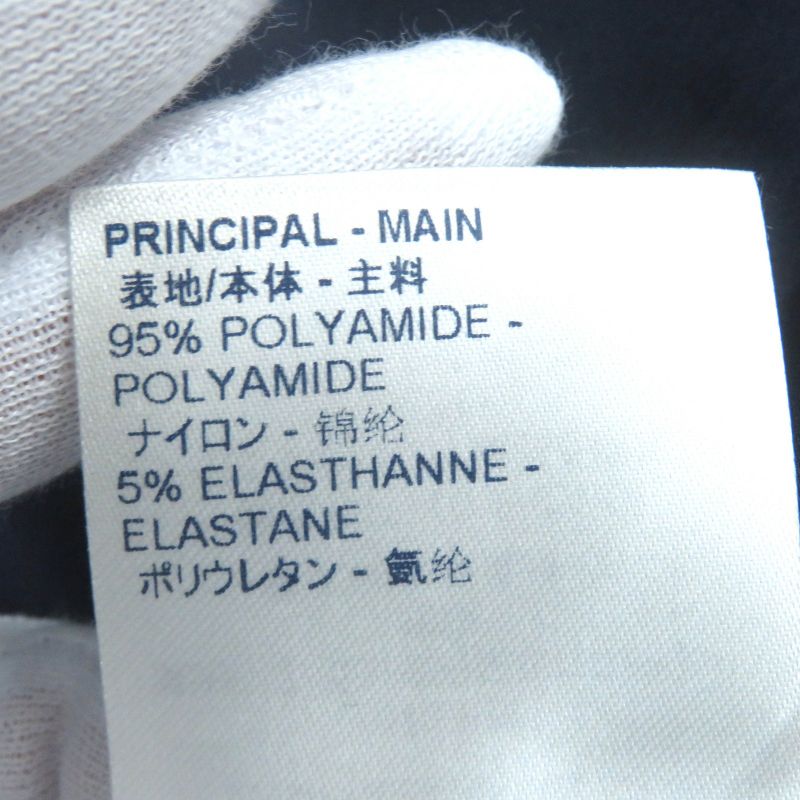 PRINCIPAL - MAIN
表地/本体 - 主料
95% POLYAMIDE -
POLYAMIDE
ナイロン - 锦纶
5% ELASTHANNE -
ELASTANE
ポリウレタン - 氨纶